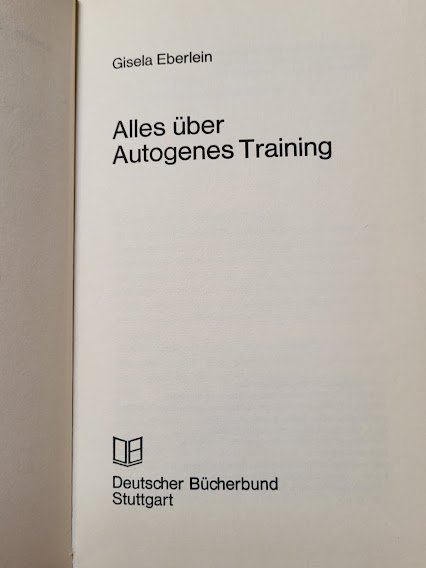 Gisela Eberlein
Alles über
Autogenes Training
Deutscher Bücherbund
Stuttgart